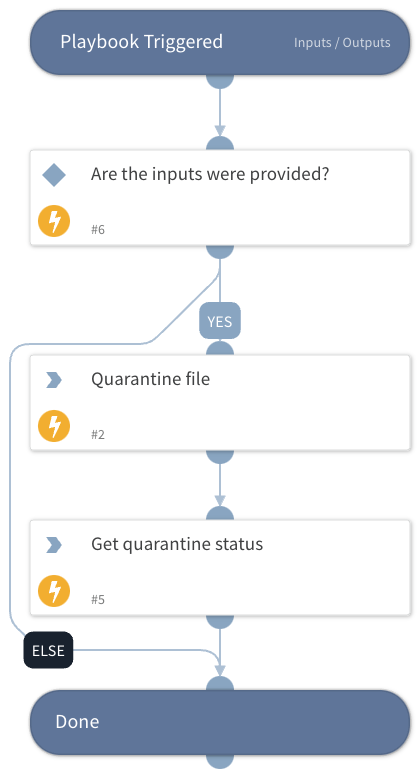 Playbook Triggered
Inputs / Outputs
Are the inputs were provided?
#6
YES
Quarantine file
#2
Get quarantine status
#5
ELSE
Done